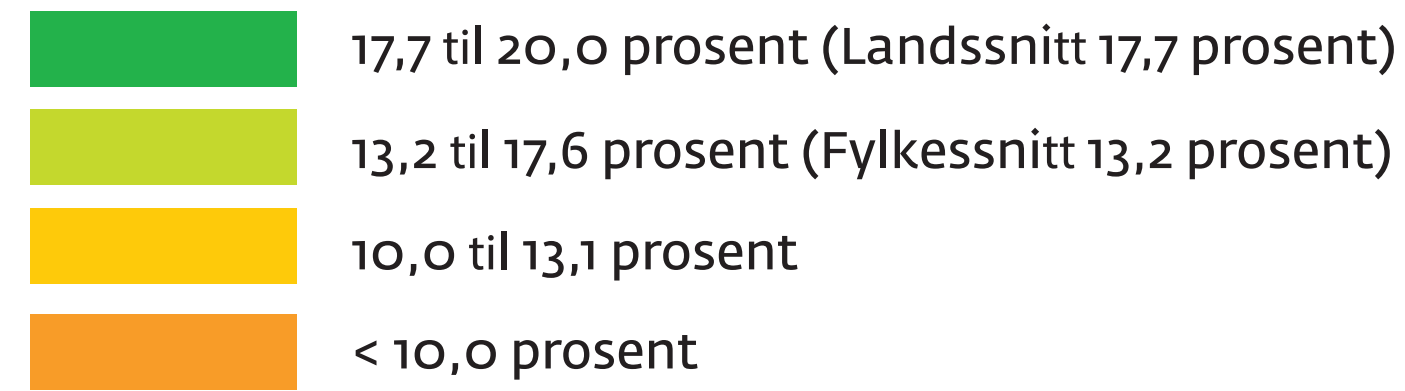 17,7 til 20,0 prosent (Landssnitt 17,7 prosent)
13,2 til 17,6 prosent (Fylkessnitt 13,2 prosent)
10,0 til 13,1 prosent
< 10,0 prosent